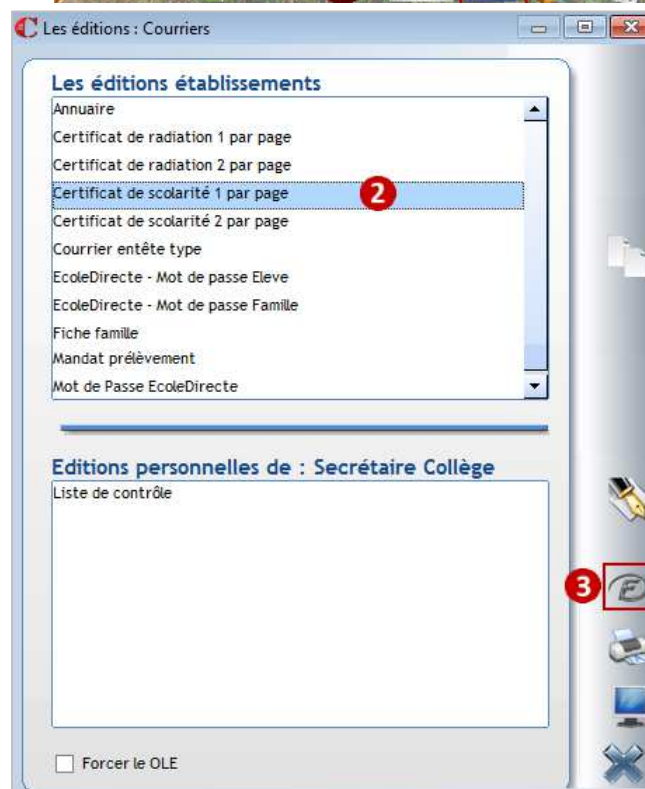 Les éditions : Courriers
Les éditions établissements
Annuaire
Certificat de radiation 1 par page
Certificat de radiation 2 par page
Certificat de scolarité 1 par page 2
Certificat de scolarité 2 par page
Courrier entête type
EcoleDirecte - Mot de passe Eleve
EcoleDirecte - Mot de passe Famille
Fiche famille
Mandat prélèvement
Mot de Passe EcoleDirecte
Editions personnelles de : Secrétaire Collège
Liste de contrôle
3
Forcer le OLE